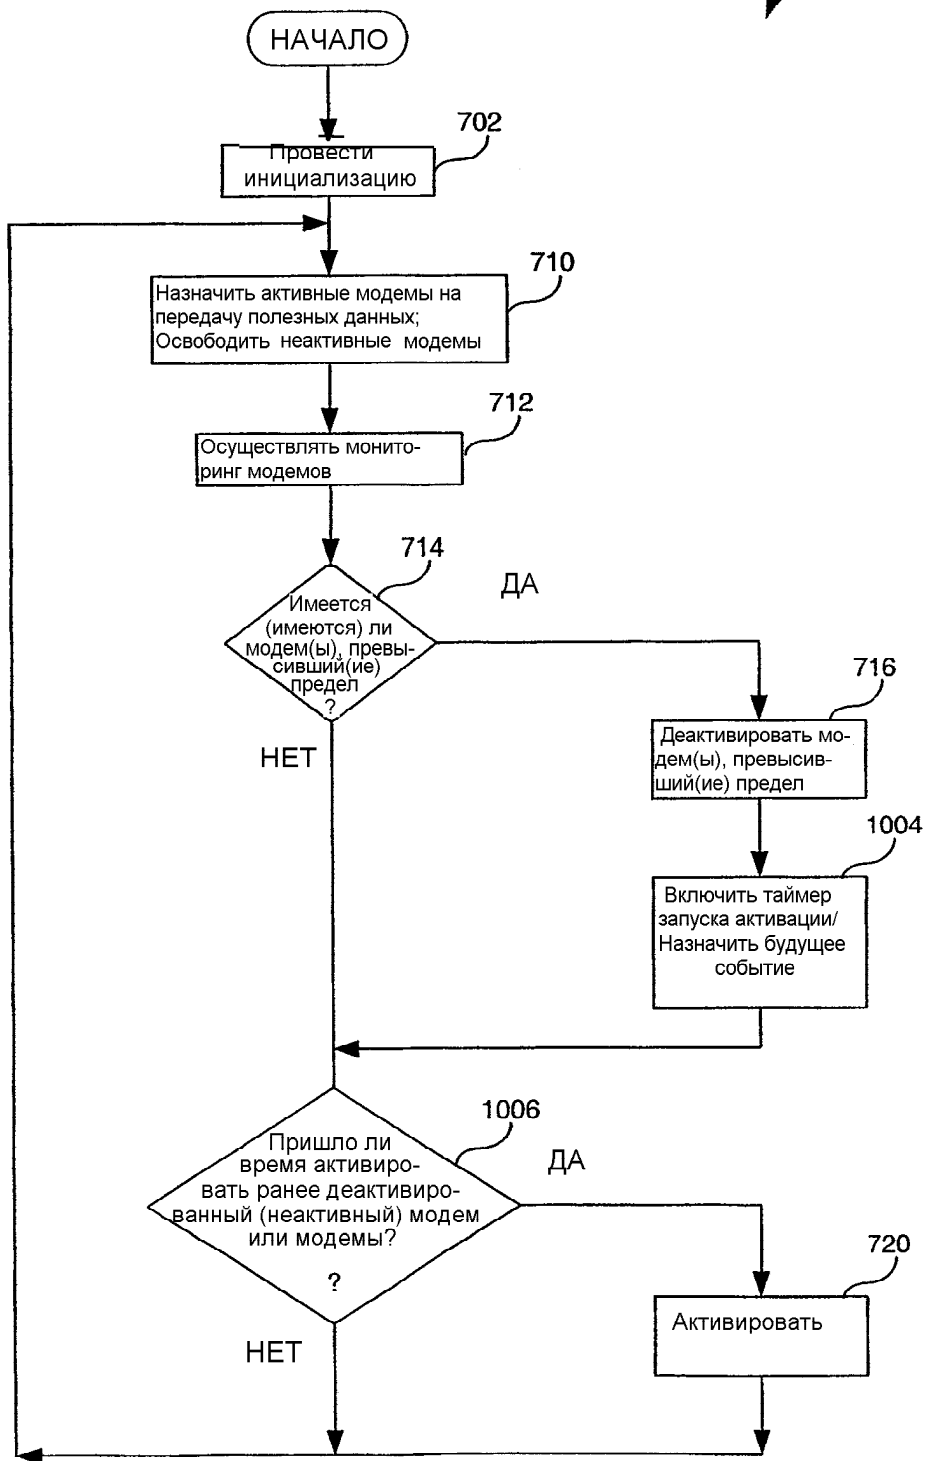 НАЧАЛО
702
Провести
инициализацию
710
Назначить активные модемы на
передачу полезных данных;
Освободить неактивные модемы
712
Осуществлять монито-
ринг модемов
714
ДА
Имеется
(имеются) ли
модем(ы), превы-
сивший(ие)
предел
?
НЕТ
716
Деактивировать мо-
дем(ы), превысив-
ший(ие) предел
1004
Включить таймер
запуска активации/
Назначить будущее
событие
1006
ДА
Пришло ли
время активиро-
вать ранее деактивиро-
ванный (неактивный) модем
или модемы?
?
НЕТ
720
Активировать